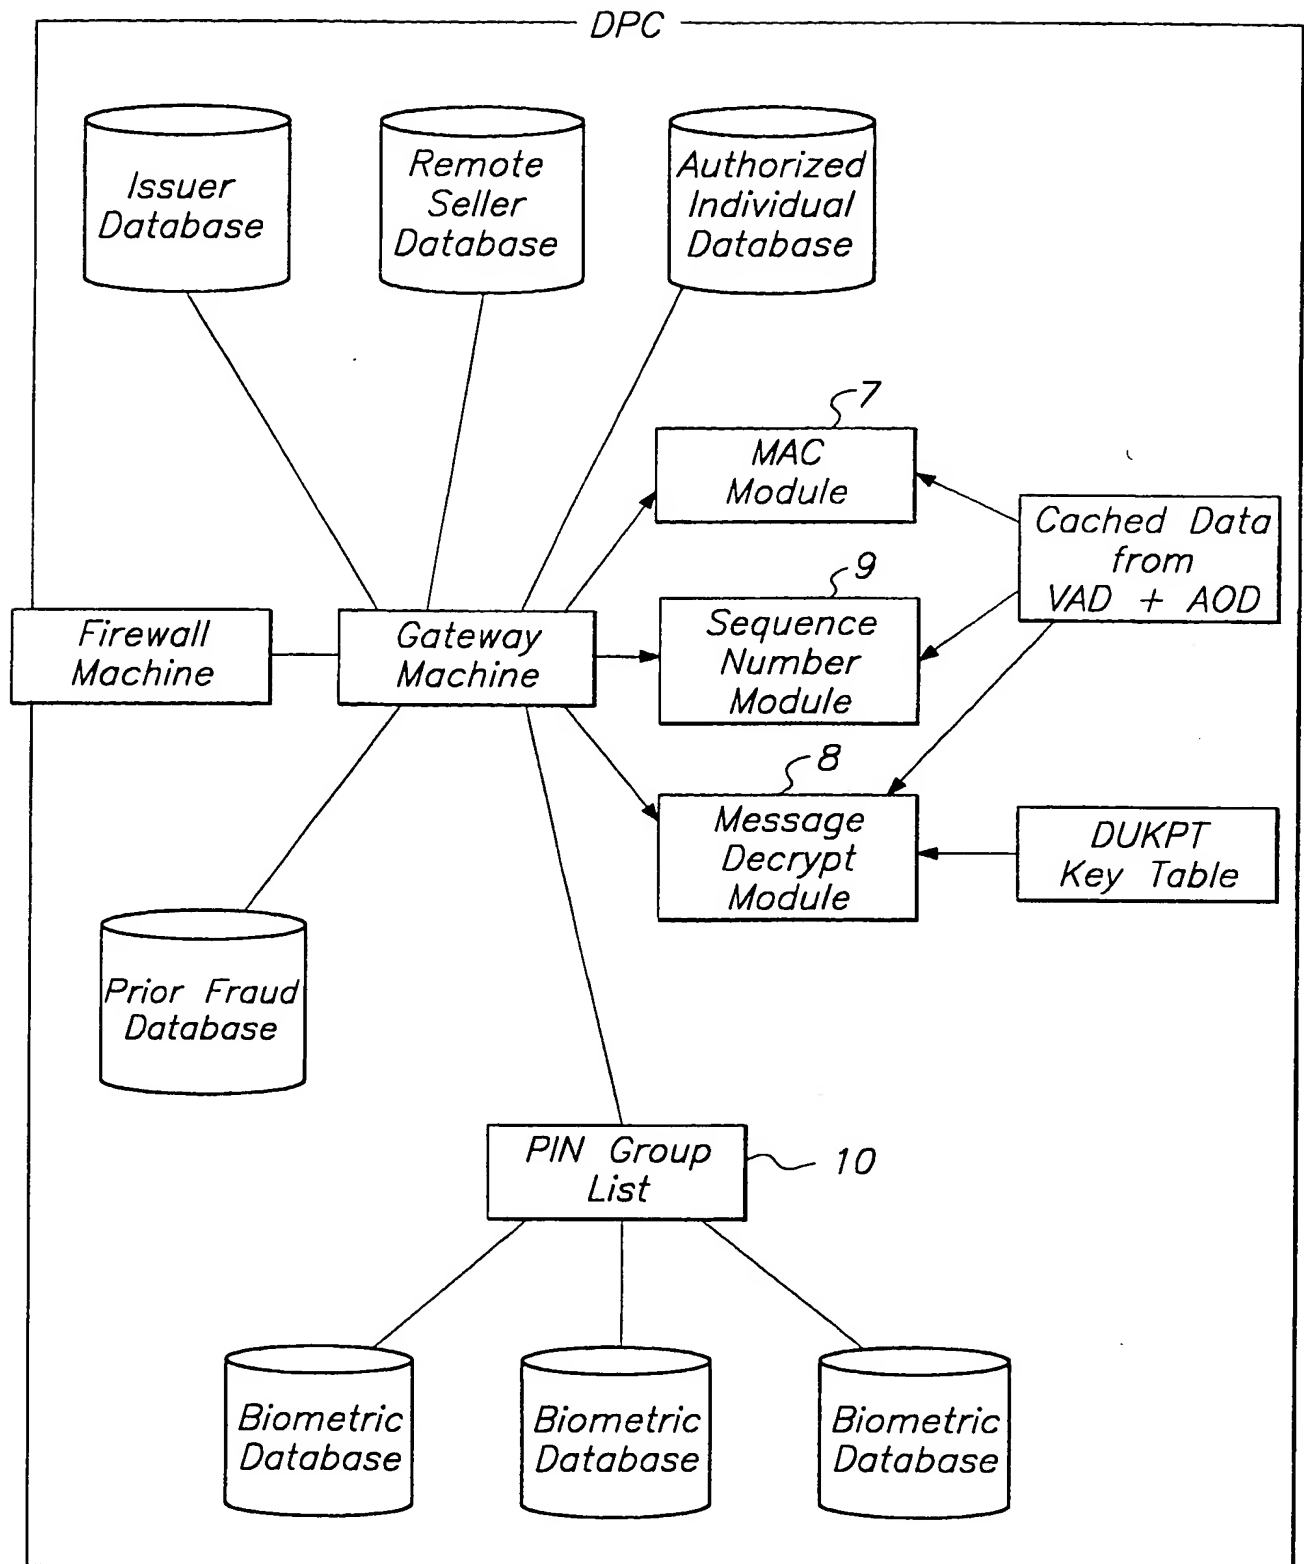 DPC
Issuer
Database
Remote
Seller
Database
Authorized
Individual
Database
7
MAC
Module
Cached Data
from
VAD + AOD
9
Sequence
Number
Module
Firewall
Machine
Gateway
Machine
8
Message
Decrypt
Module
DUKPT
Key Table
Prior Fraud
Database
PIN Group
List
10
Biometric
Database
Biometric
Database
Biometric
Database